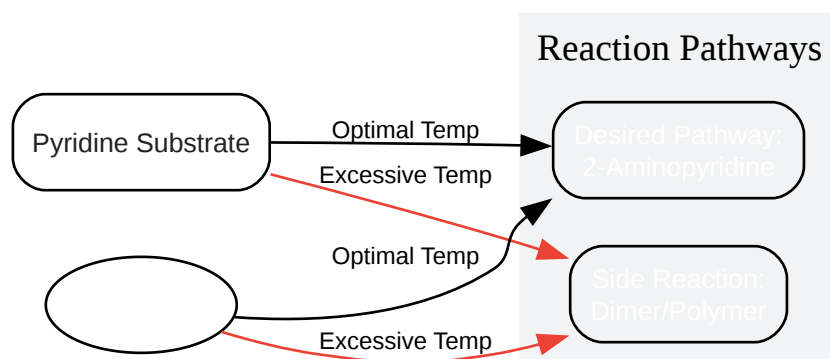 Reaction Pathways
Pyridine Substrate
Optimal Temp
Desired Pathway:
2-Aminopyridine
Excessive Temp
Optimal Temp
Side Reaction:
Dimer/Polymer
Excessive Temp